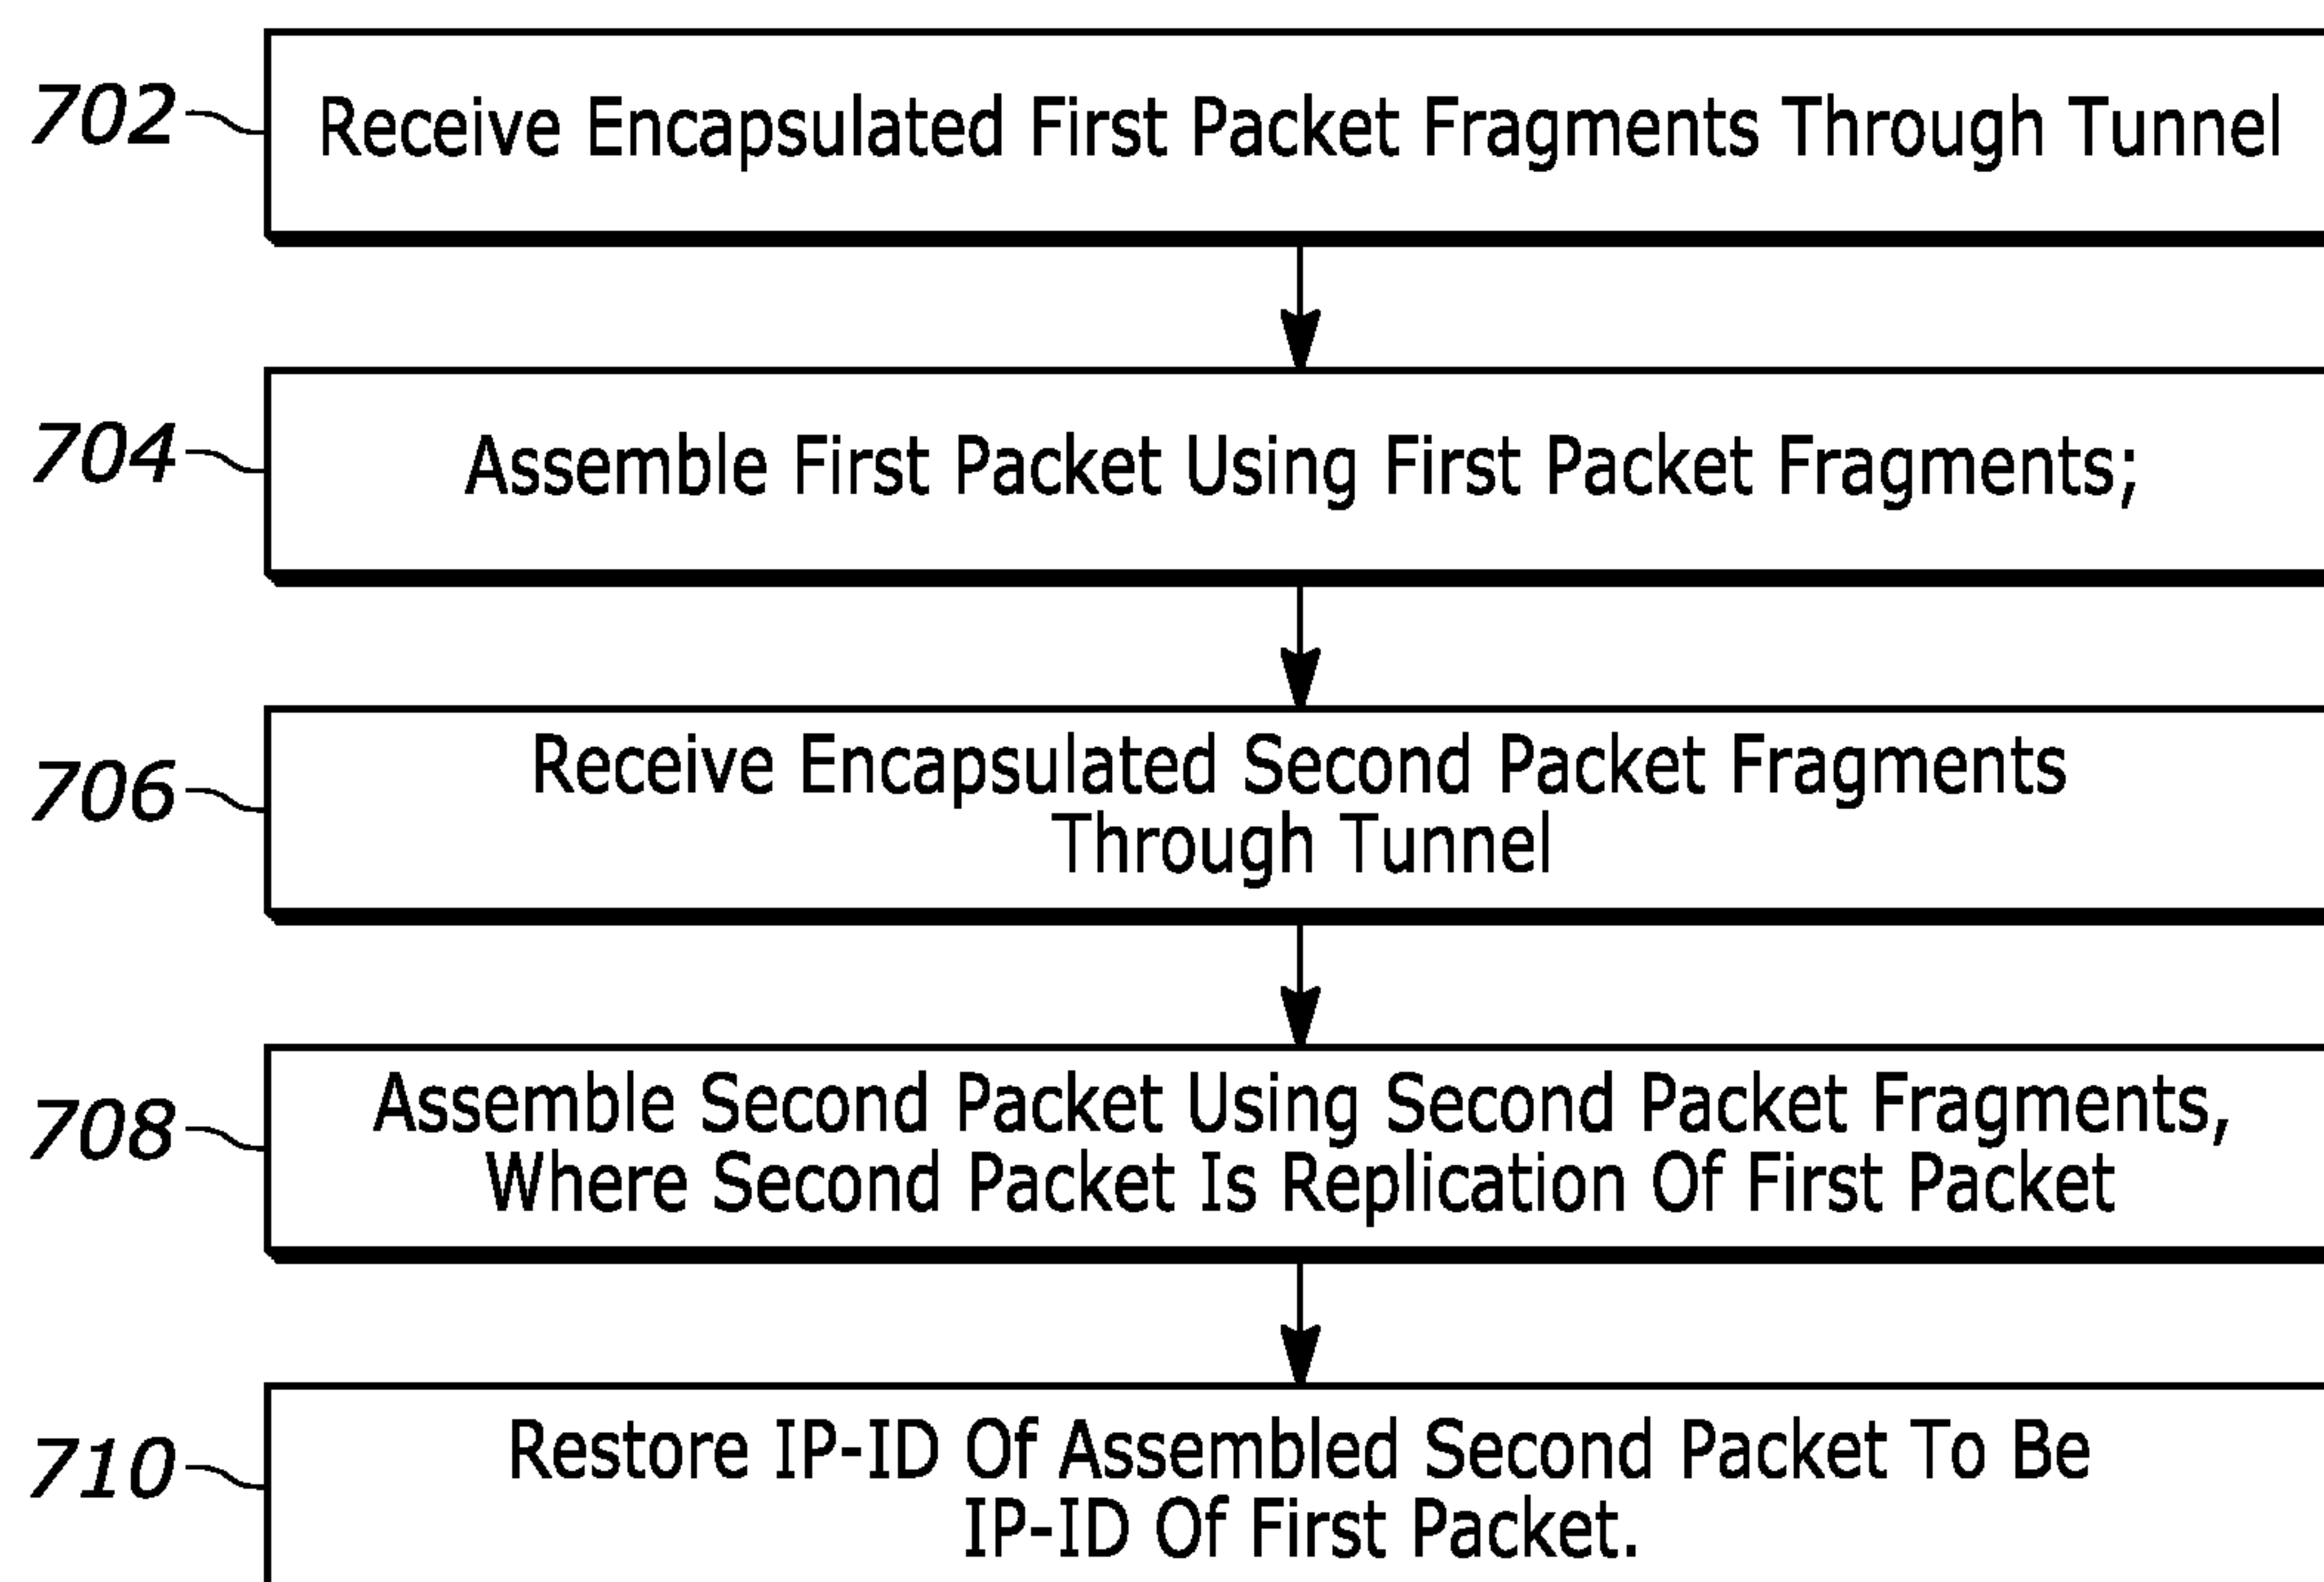 702
Receive Encapsulated First Packet Fragments Through Tunnel
704
Assemble First Packet Using First Packet Fragments;
706
Receive Encapsulated Second Packet Fragments
Through Tunnel
708
Assemble Second Packet Using Second Packet Fragments,
Where Second Packet Is Replication Of First Packet
710
Restore IP-ID Of Assembled Second Packet To Be
IP-ID Of First Packet.